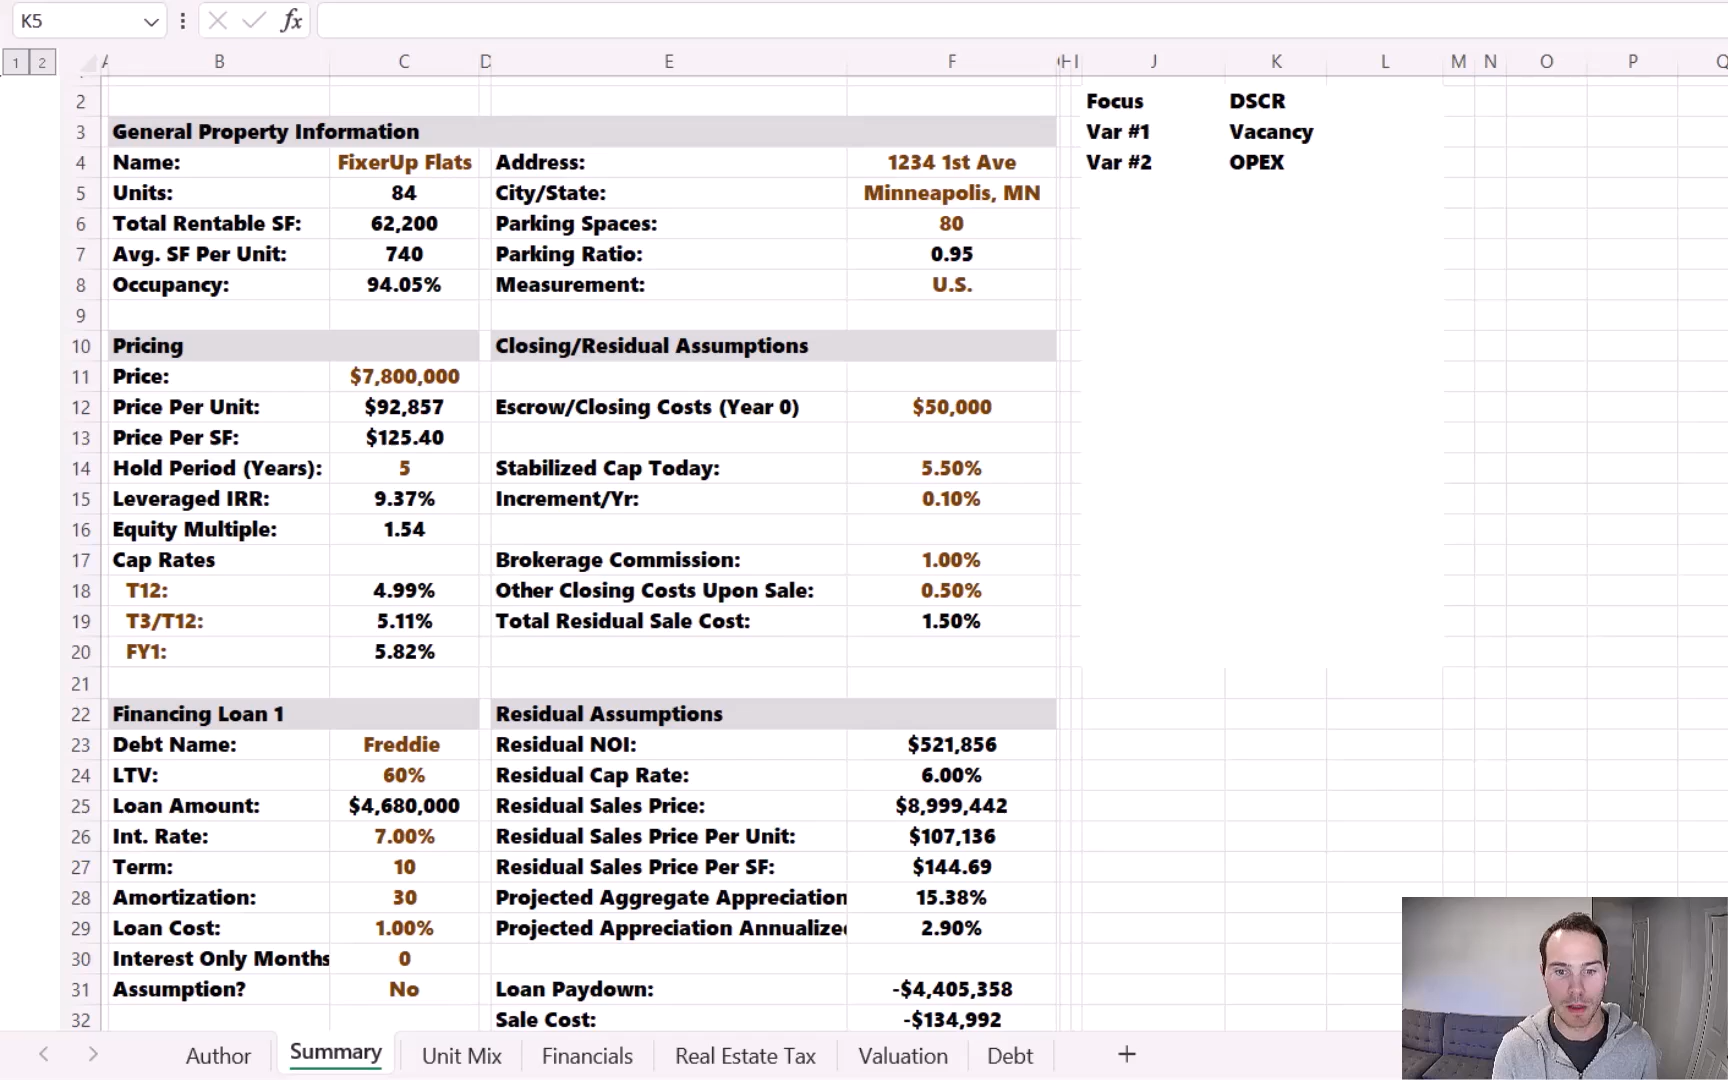 K5
fx
1 2 A B C D E F H I J K L M N O P Q
2 Focus DSCR
3 General Property Information Var #1 Vacancy
4 Name: FixerUp Flats Address: 1234 1st Ave Var #2 OPEX
5 Units: 84 City/State: Minneapolis, MN
6 Total Rentable SF: 62,200 Parking Spaces: 80
7 Avg. SF Per Unit: 740 Parking Ratio: 0.95
8 Occupancy: 94.05% Measurement: U.S.
9
10 Pricing Closing/Residual Assumptions
11 Price: $7,800,000
12 Price Per Unit: $92,857 Escrow/Closing Costs (Year 0) $50,000
13 Price Per SF: $125.40
14 Hold Period (Years): 5 Stabilized Cap Today: 5.50%
15 Leveraged IRR: 9.37% Increment/Yr: 0.10%
16 Equity Multiple: 1.54
17 Cap Rates Brokerage Commission: 1.00%
18 T12: 4.99% Other Closing Costs Upon Sale: 0.50%
19 T3/T12: 5.11% Total Residual Sale Cost: 1.50%
20 FY1: 5.82%
21
22 Financing Loan 1 Residual Assumptions
23 Debt Name: Freddie Residual NOI: $521,856
24 LTV: 60% Residual Cap Rate: 6.00%
25 Loan Amount: $4,680,000 Residual Sales Price: $8,999,442
26 Int. Rate: 7.00% Residual Sales Price Per Unit: $107,136
27 Term: 10 Residual Sales Price Per SF: $144.69
28 Amortization: 30 Projected Aggregate Appreciation 15.38%
29 Loan Cost: 1.00% Projected Appreciation Annualized 2.90%
30 Interest Only Months 0
31 Assumption? No Loan Paydown: -$4,405,358
32 Sale Cost: -$134,992
Author Summary Unit Mix Financials Real Estate Tax Valuation Debt +